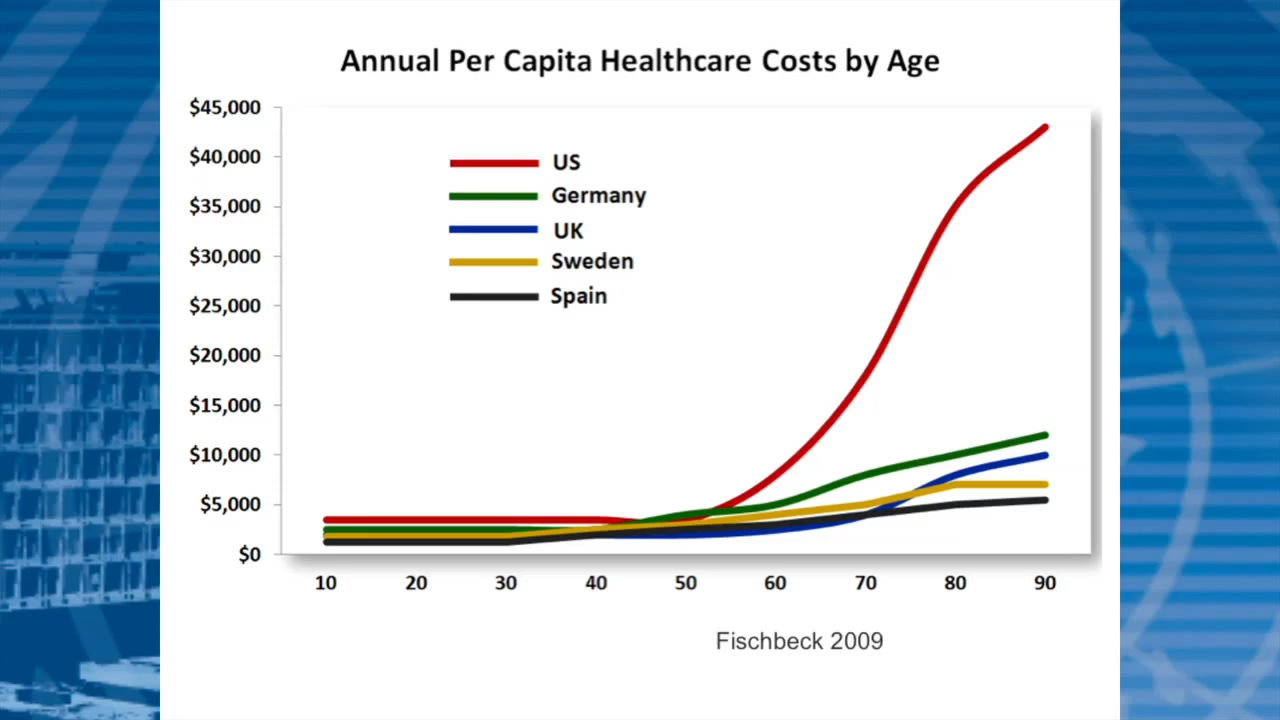 Annual Per Capita Healthcare Costs by Age
$45,000
$40,000
$35,000
$30,000
$25,000
$20,000
$15,000
$10,000
$5,000
$0
US
Germany
UK
Sweden
Spain
10 20 30 40 50 60 70 80 90
Fischbeck 2009